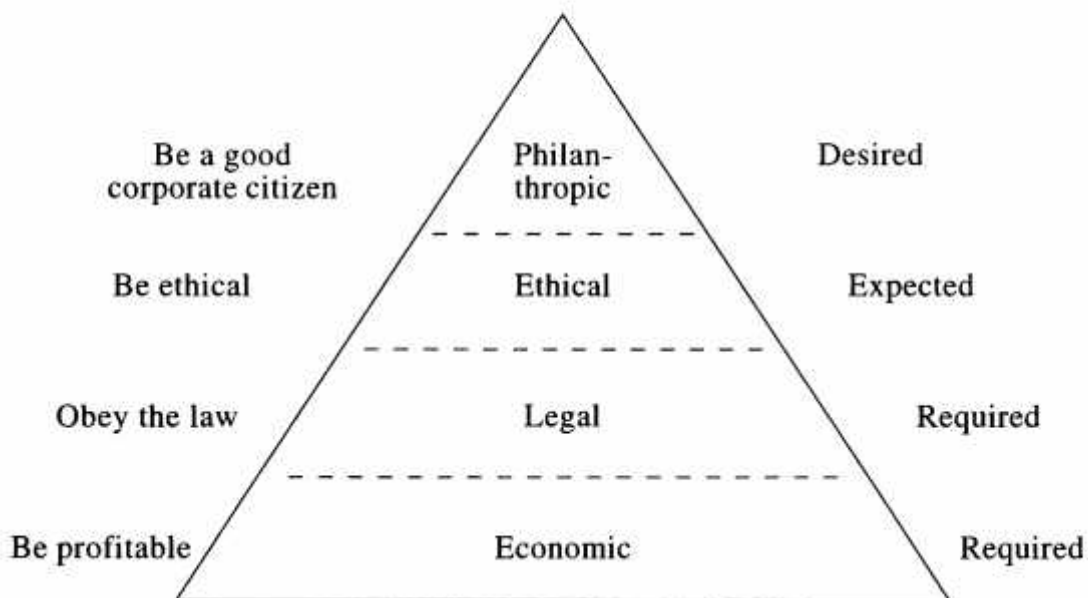 Be a good
corporate citizen
Philan-
thropic
Desired
Be ethical
Ethical
Expected
Obey the law
Legal
Required
Be profitable
Economic
Required